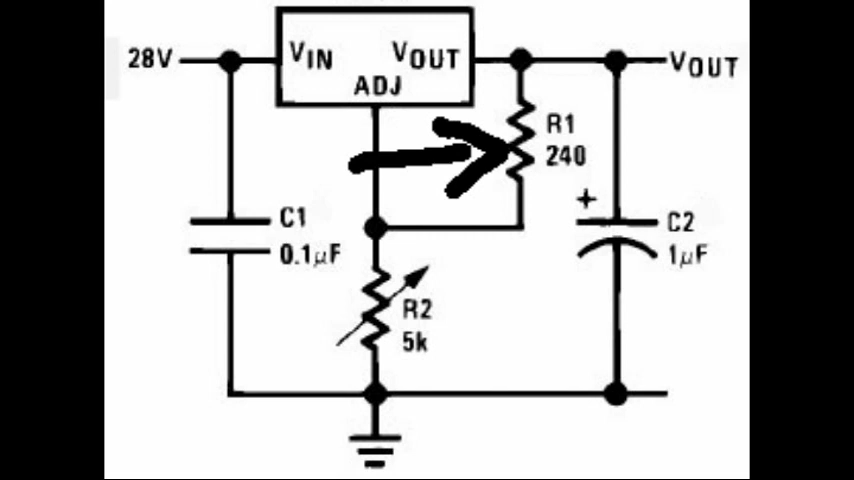 28V
VIN VOUT
ADJ
VOUT
R1
240
+
C1
0.1μF
C2
1μF
R2
5k